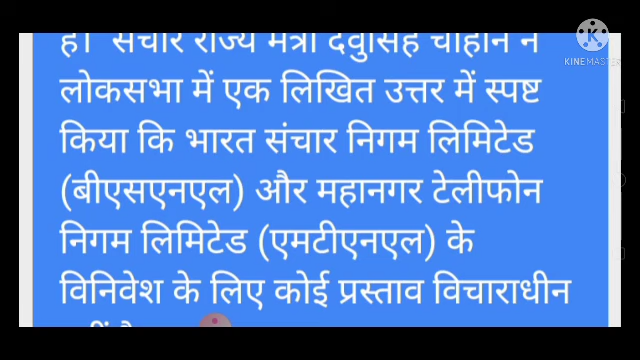 है। संचार राज्य मंत्री देवुसिंह चौहान ने
लोकसभा में एक लिखित उत्तर में स्पष्ट
किया कि भारत संचार निगम लिमिटेड
(बीएसएनएल) और महानगर टेलीफोन
निगम लिमिटेड (एमटीएनएल) के
विनिवेश के लिए कोई प्रस्ताव विचाराधीन
K
KINEMASTER